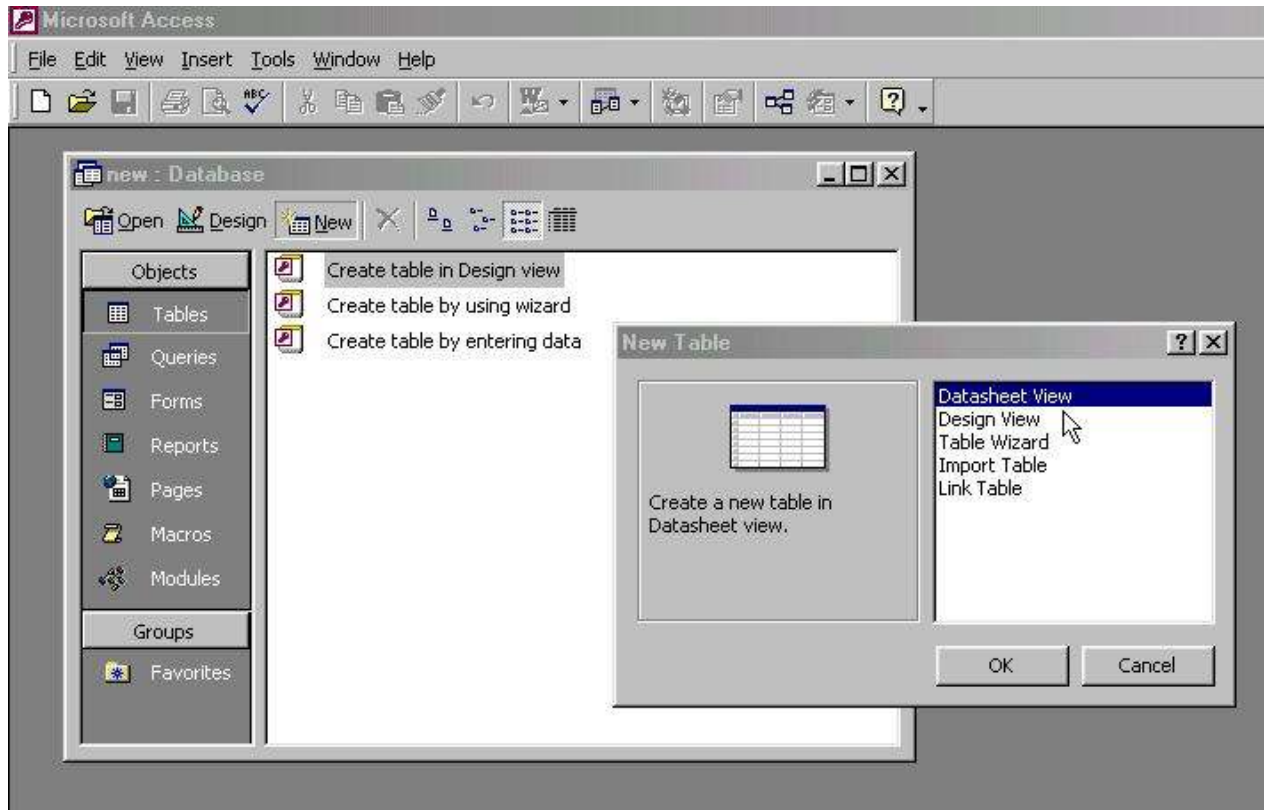 Microsoft Access
File Edit View Insert Tools Window Help
ABC
new : Database
Open Design New
Objects
Tables
Queries
Forms
Reports
Pages
Macros
Modules
Groups
Favorites
Create table in Design view
Create table by using wizard
Create table by entering data
New Table
Create a new table in
Datasheet view.
Datasheet View
Design View
Table Wizard
Import Table
Link Table
OK Cancel